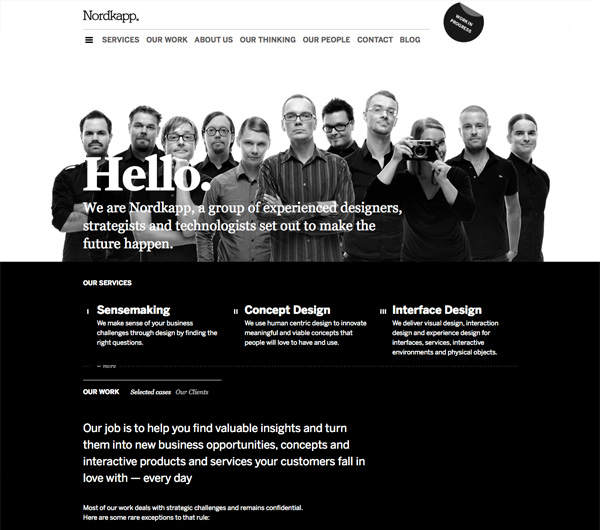 Nordkapp.
WORK IN
PROGRESS
SERVICES OUR WORK ABOUT US OUR THINKING OUR PEOPLE CONTACT BLOG
Hello.
We are Nordkapp, a group of experienced designers,
strategists and technologists set out to make the
future happen.
OUR SERVICES
I Sensemaking
We make sense of your business
challenges through design by finding the
right questions.
II Concept Design
We use human centric design to innovate
meaningful and viable concepts that
people will love to have and use.
III Interface Design
We deliver visual design, interaction
design and experience design for
interfaces, services, interactive
environments and physical objects.
more
OUR WORK Selected cases Our Clients
Our job is to help you find valuable insights and turn
them into new business opportunities, concepts and
interactive products and services your customers fall in
love with — every day
Most of our work deals with strategic challenges and remains confidential.
Here are some rare exceptions to that rule: